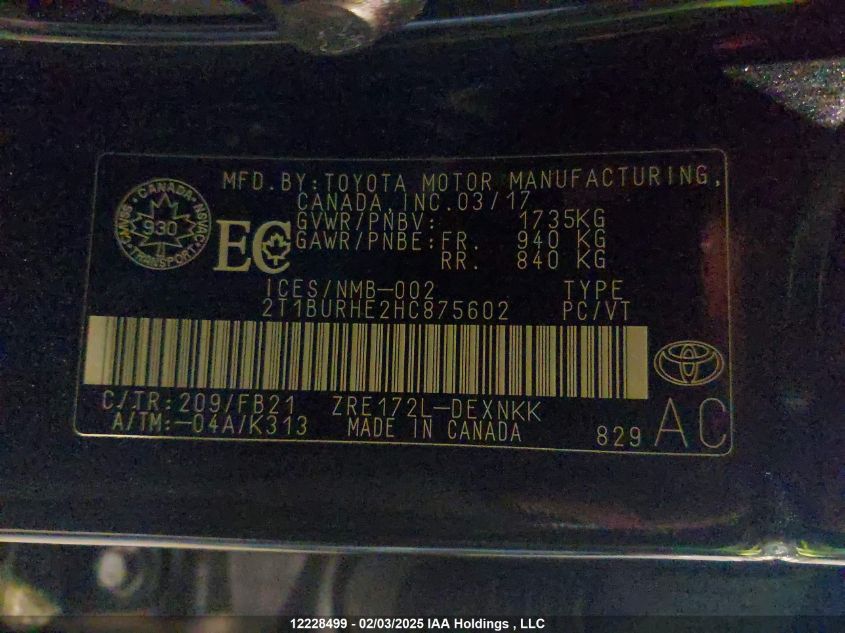 MFD.BY:TOYOTA MOTOR MANUFACTURING,
CANADA,INC.03/17
GVWR/PNBV: 1735KG
GAWR/PNBE:FR. 940 KG
RR. 840 KG
CANADA
930
TRANSPORT
EC
ICES/NMB-002 TYPE
2T1BURHE2HC875602 PC/VT
C/TR:209/FB21 ZRE172L-DEXNKK
A/TM:-04A/K313 MADE IN CANADA 829 AC
12228499 - 02/03/2025 IAA Holdings , LLC